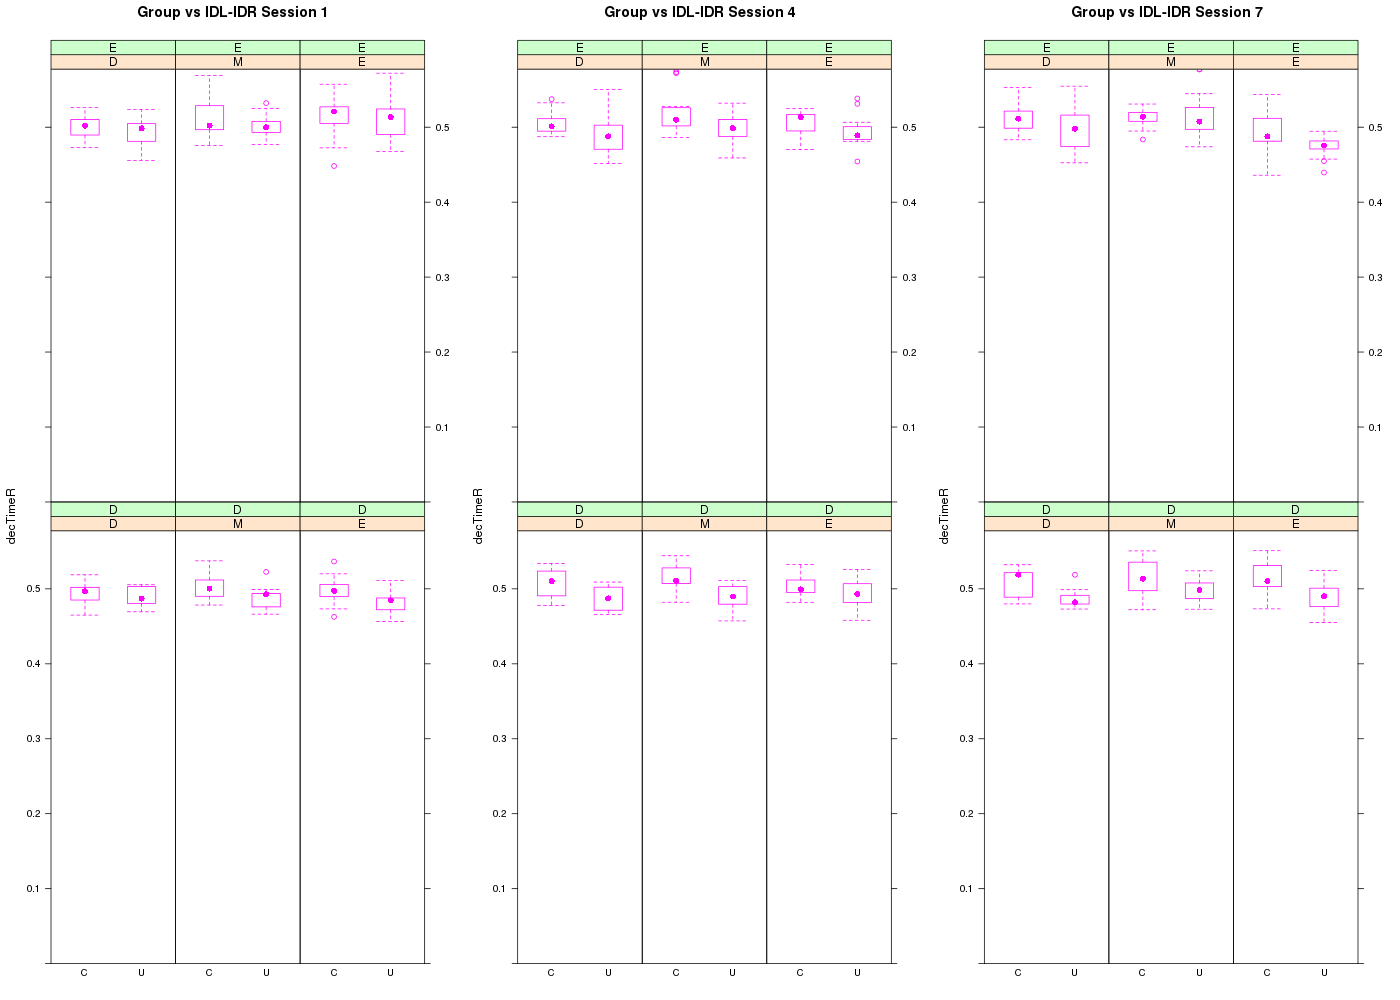 Group vs IDL-IDR Session 1
Group vs IDL-IDR Session 4
Group vs IDL-IDR Session 7
E E E E E E E E E
D M E D M E D M E
0.5 0.5 0.5
0.4 0.4 0.4
0.3 0.3 0.3
0.2 0.2 0.2
0.1 0.1 0.1
decTimeR decTimeR decTimeR
D D D D D D D D D
D M E D M E D M E
0.5 0.5 0.5
0.4 0.4 0.4
0.3 0.3 0.3
0.2 0.2 0.2
0.1 0.1 0.1
C U C U C U C U C U C U C U C U C U